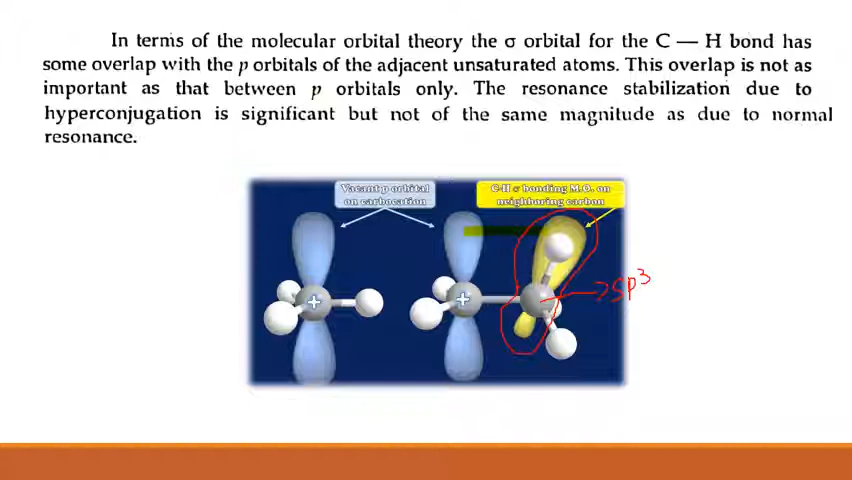 In terms of the molecular orbital theory the σ orbital for the C — H bond has
some overlap with the p orbitals of the adjacent unsaturated atoms. This overlap is not as
important as that between p orbitals only. The resonance stabilization due to
hyperconjugation is significant but not of the same magnitude as due to normal
resonance.
Vacant p orbital
on carbocation
C-H σ bonding M.O. on
neighboring carbon
+
+
sp³